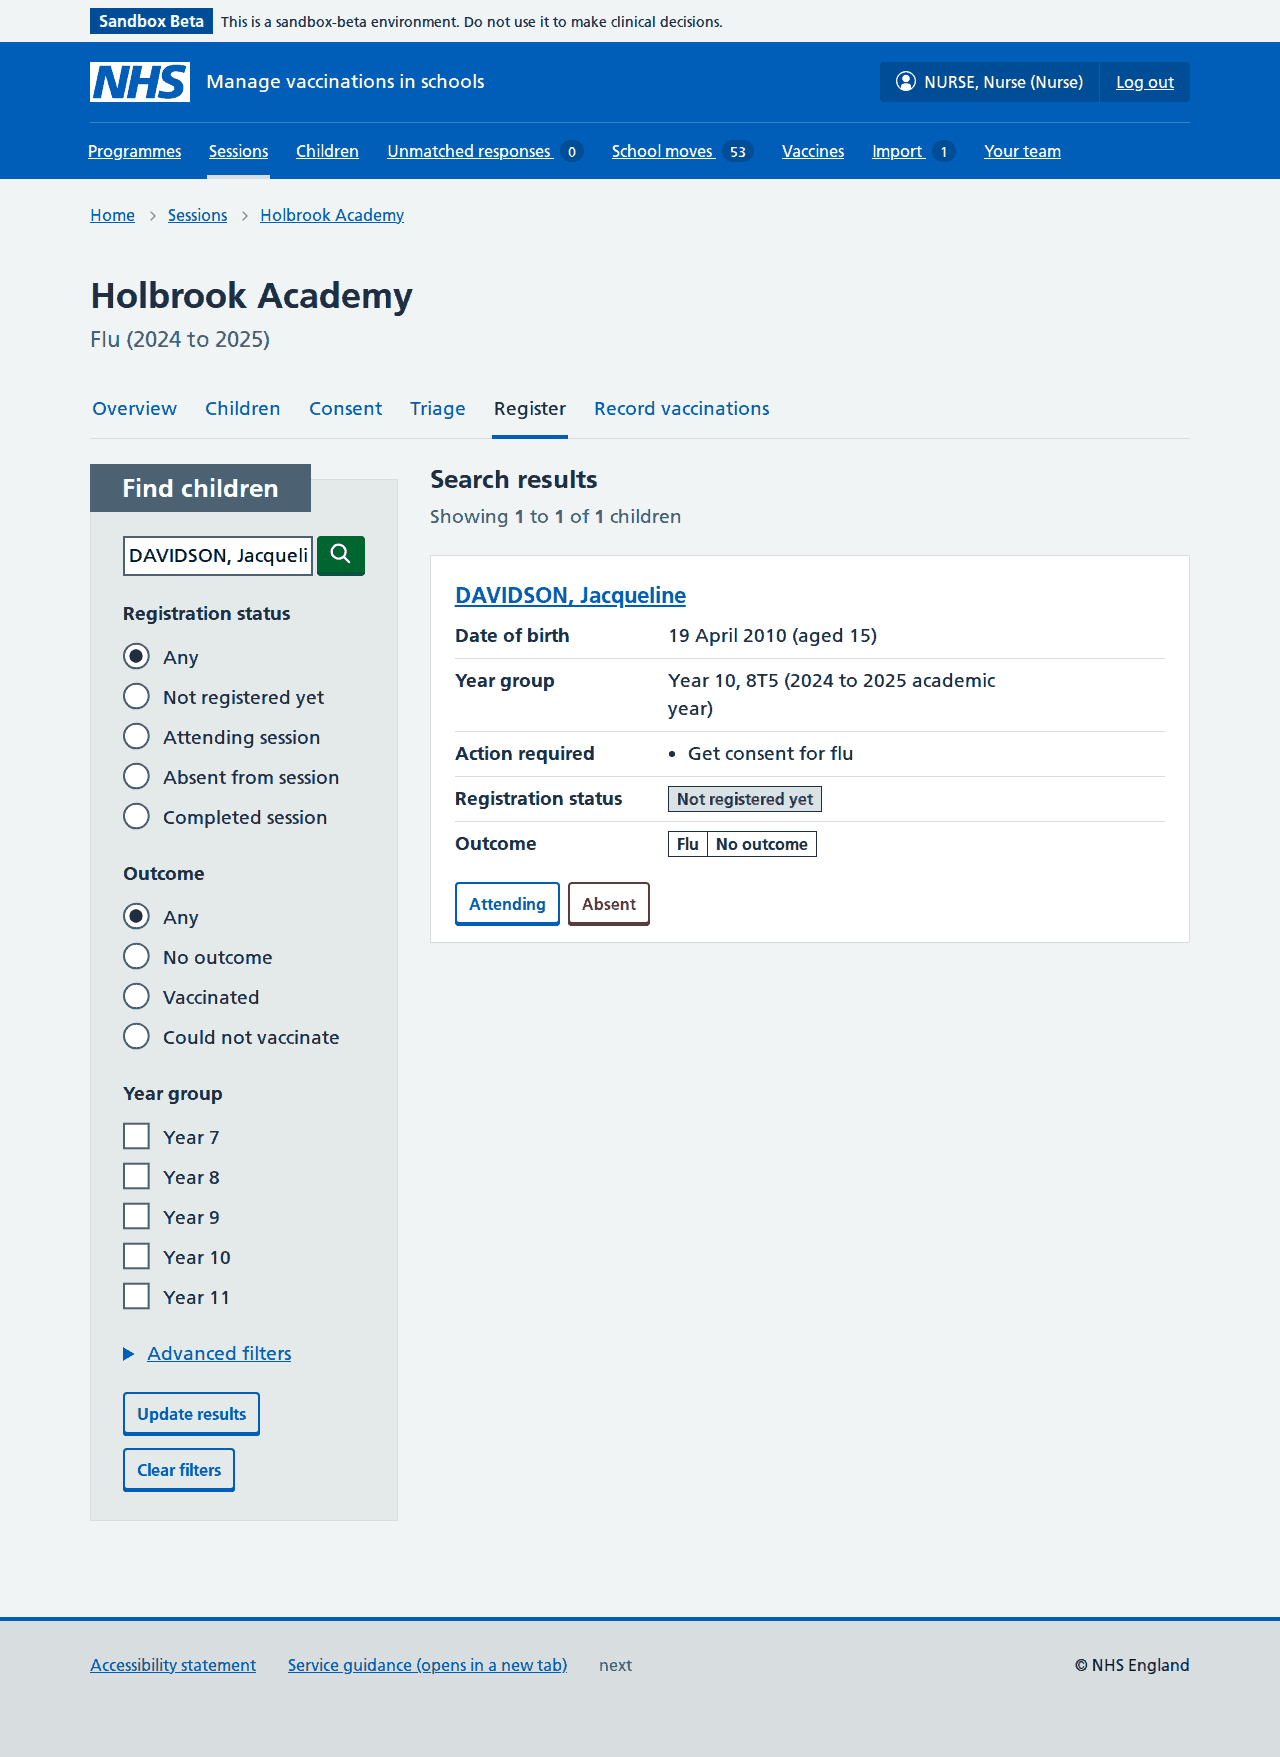 Sandbox Beta This is a sandbox-beta environment. Do not use it to make clinical decisions.
NHS Manage vaccinations in schools NURSE, Nurse (Nurse) Log out
Programmes Sessions Children Unmatched responses 0 School moves 53 Vaccines Import 1 Your team
Home Sessions Holbrook Academy
Holbrook Academy
Flu (2024 to 2025)
Overview Children Consent Triage Register Record vaccinations
Find children
DAVIDSON, Jacqueli
Registration status
Any
Not registered yet
Attending session
Absent from session
Completed session
Outcome
Any
No outcome
Vaccinated
Could not vaccinate
Year group
Year 7
Year 8
Year 9
Year 10
Year 11
Advanced filters
Update results
Clear filters
Search results
Showing 1 to 1 of 1 children
DAVIDSON, Jacqueline
Date of birth 19 April 2010 (aged 15)
Year group Year 10, 8T5 (2024 to 2025 academic
year)
Action required • Get consent for flu
Registration status Not registered yet
Outcome Flu No outcome
Attending Absent
Accessibility statement Service guidance (opens in a new tab) next © NHS England